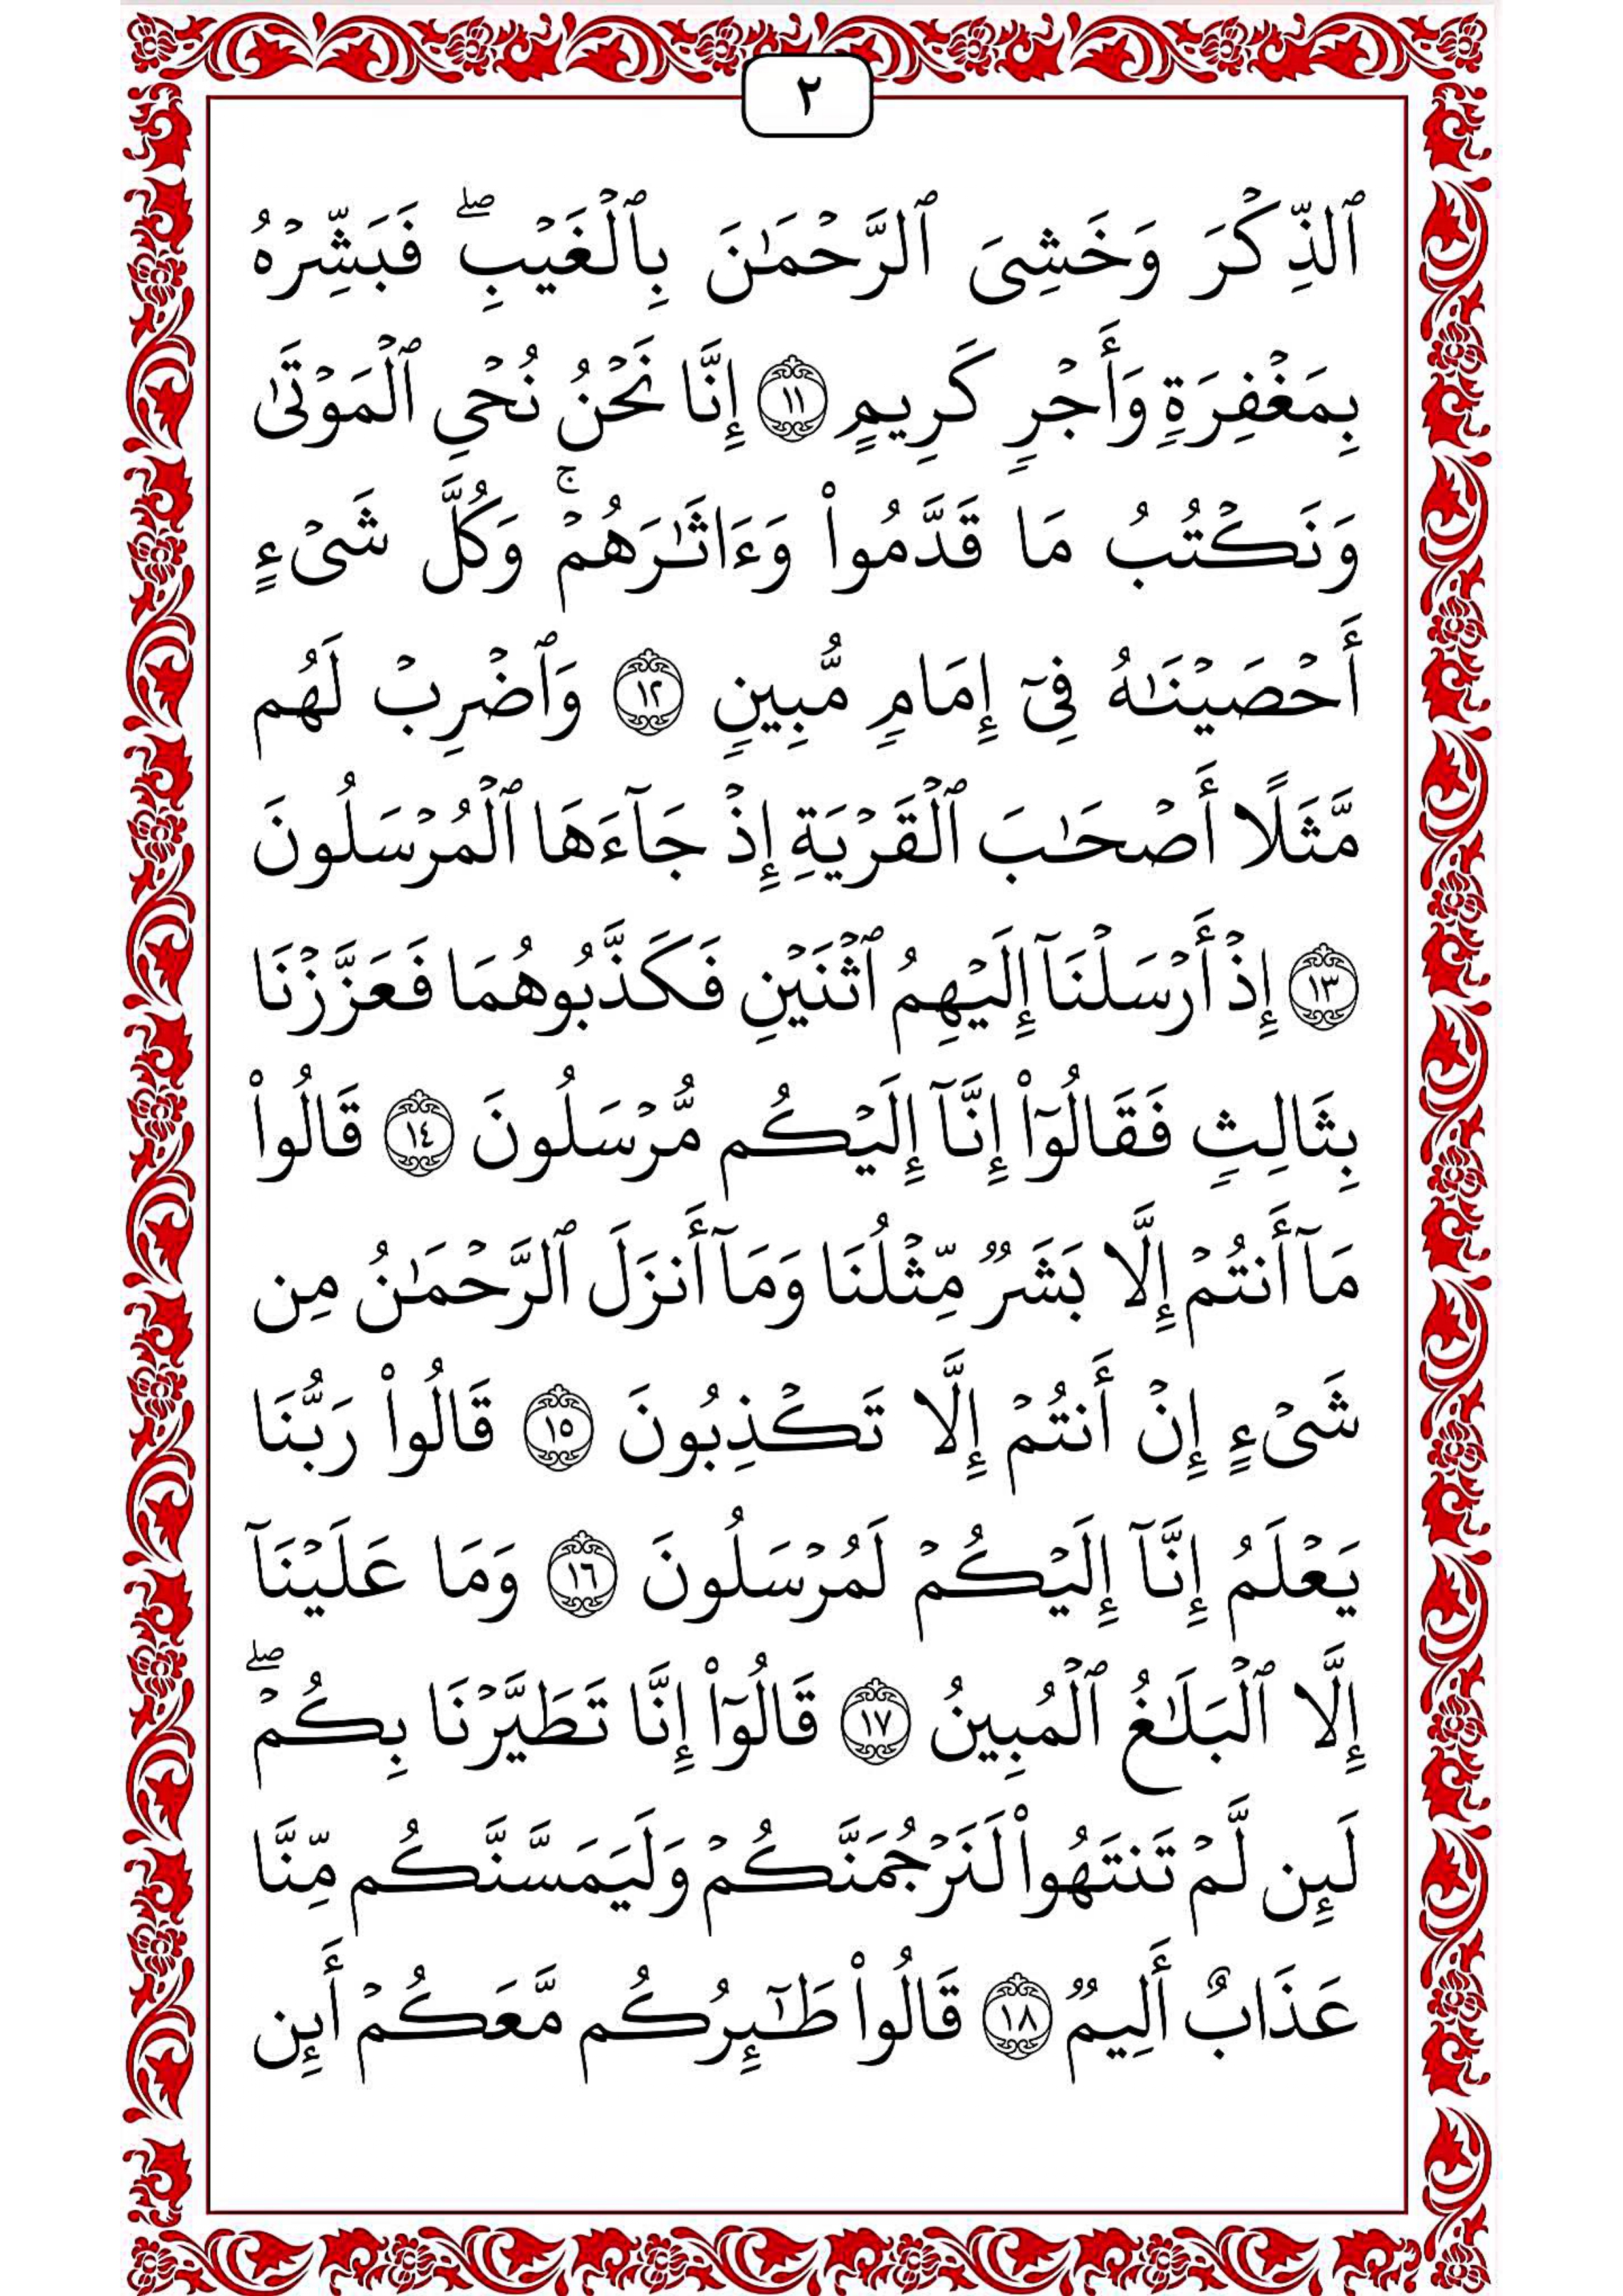 ٢
ٱلذِّكۡرَ وَخَشِيَ ٱلرَّحۡمَٰنَ بِٱلۡغَيۡبِۖ فَبَشِّرۡهُ
بِمَغۡفِرَةٖ وَأَجۡرٖ كَرِيمٍ ١١ إِنَّا نَحۡنُ نُحۡيِ ٱلۡمَوۡتَىٰ
وَنَكۡتُبُ مَا قَدَّمُواْ وَءَاثَٰرَهُمۡۚ وَكُلَّ شَيۡءٍ
أَحۡصَيۡنَٰهُ فِيٓ إِمَامٖ مُّبِينٖ ١٢ وَٱضۡرِبۡ لَهُم
مَّثَلًا أَصۡحَٰبَ ٱلۡقَرۡيَةِ إِذۡ جَآءَهَا ٱلۡمُرۡسَلُونَ
١٣ إِذۡ أَرۡسَلۡنَآ إِلَيۡهِمُ ٱثۡنَيۡنِ فَكَذَّبُوهُمَا فَعَزَّزۡنَا
بِثَالِثٖ فَقَالُوٓاْ إِنَّآ إِلَيۡكُم مُّرۡسَلُونَ ١٤ قَالُواْ
مَآ أَنتُمۡ إِلَّا بَشَرٞ مِّثۡلُنَا وَمَآ أَنزَلَ ٱلرَّحۡمَٰنُ مِن
شَيۡءٍ إِنۡ أَنتُمۡ إِلَّا تَكۡذِبُونَ ١٥ قَالُواْ رَبُّنَا
يَعۡلَمُ إِنَّآ إِلَيۡكُمۡ لَمُرۡسَلُونَ ١٦ وَمَا عَلَيۡنَآ
إِلَّا ٱلۡبَلَٰغُ ٱلۡمُبِينُ ١٧ قَالُوٓاْ إِنَّا تَطَيَّرۡنَا بِكُمۡۖ
لَئِن لَّمۡ تَنتَهُواْ لَنَرۡجُمَنَّكُمۡ وَلَيَمَسَّنَّكُم مِّنَّا
عَذَابٌ أَلِيمٞ ١٨ قَالُواْ طَٰٓئِرُكُم مَّعَكُمۡ أَئِن